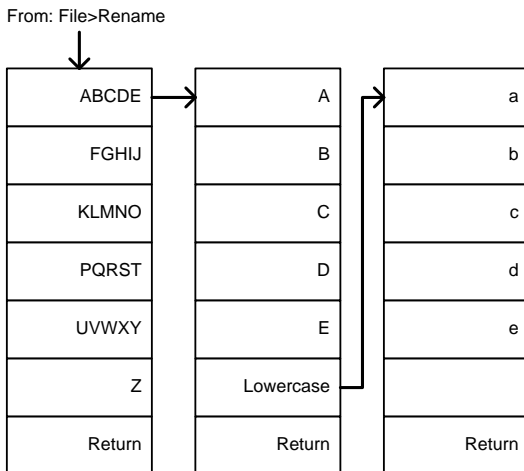 From: File>Rename
ABCDE
FGHIJ
KLMNO
PQRST
UVWXY
Z
Return
A
B
C
D
E
Lowercase
Return
a
b
c
d
e
Return